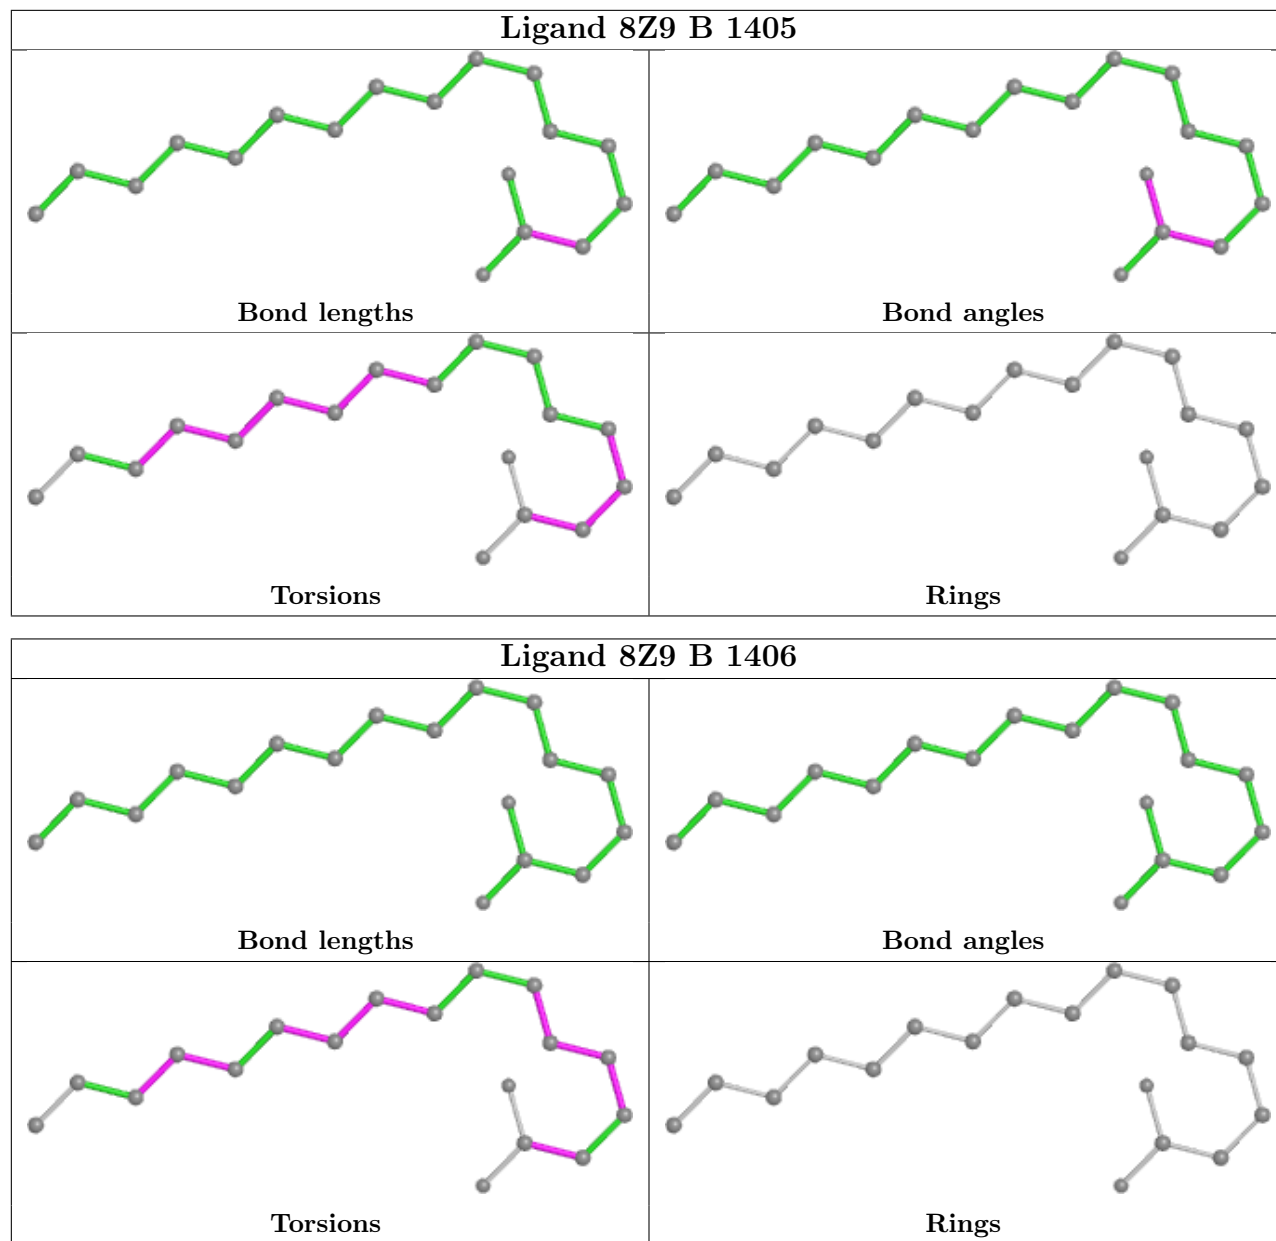 Ligand 8Z9 B 1405
Bond lengths
Bond angles
Torsions
Rings
Ligand 8Z9 B 1406
Bond lengths
Bond angles
Torsions
Rings